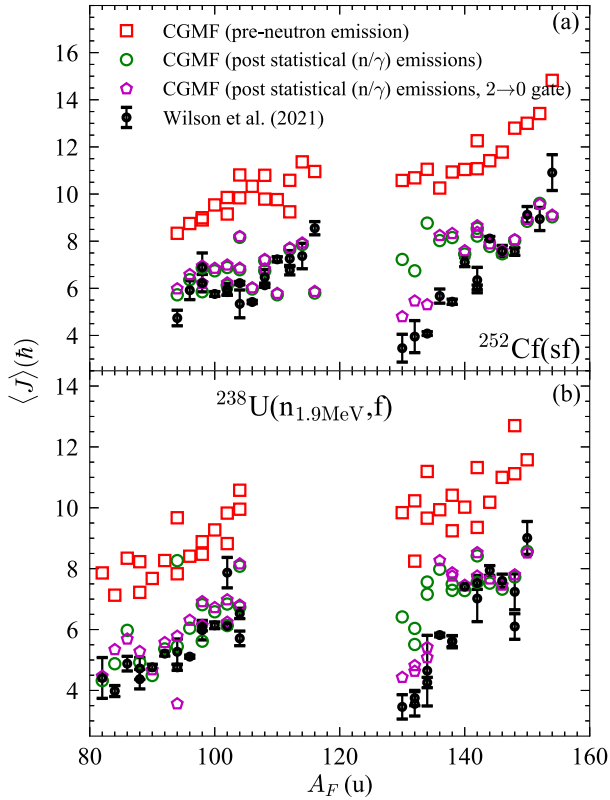 (a)
CGMF (pre-neutron emission)
CGMF (post statistical (n/γ) emissions)
CGMF (post statistical (n/γ) emissions, 2→0 gate)
Wilson et al. (2021)
16
14
12
10
8
6
4
²⁵²Cf(sf)
⟨J⟩(ħ)
(b)
²³⁸U(n₁.₉MeV,f)
14
12
10
8
6
4
80 100 120 140 160
A_F (u)